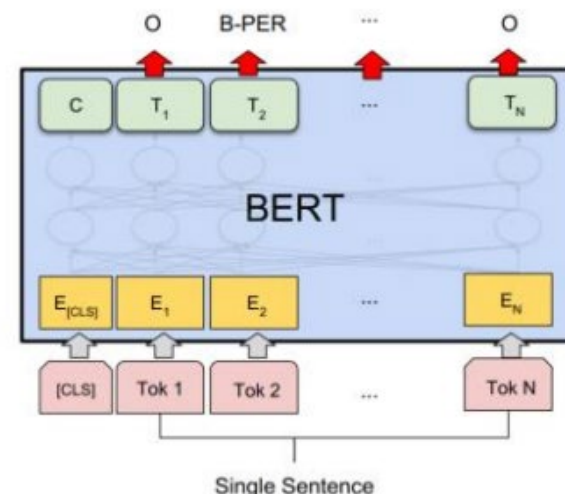 O B-PER ... O
C T1 T2 ... TN
BERT
E[CLS] E1 E2 ... EN
[CLS] Tok 1 Tok 2 ... Tok N
Single Sentence